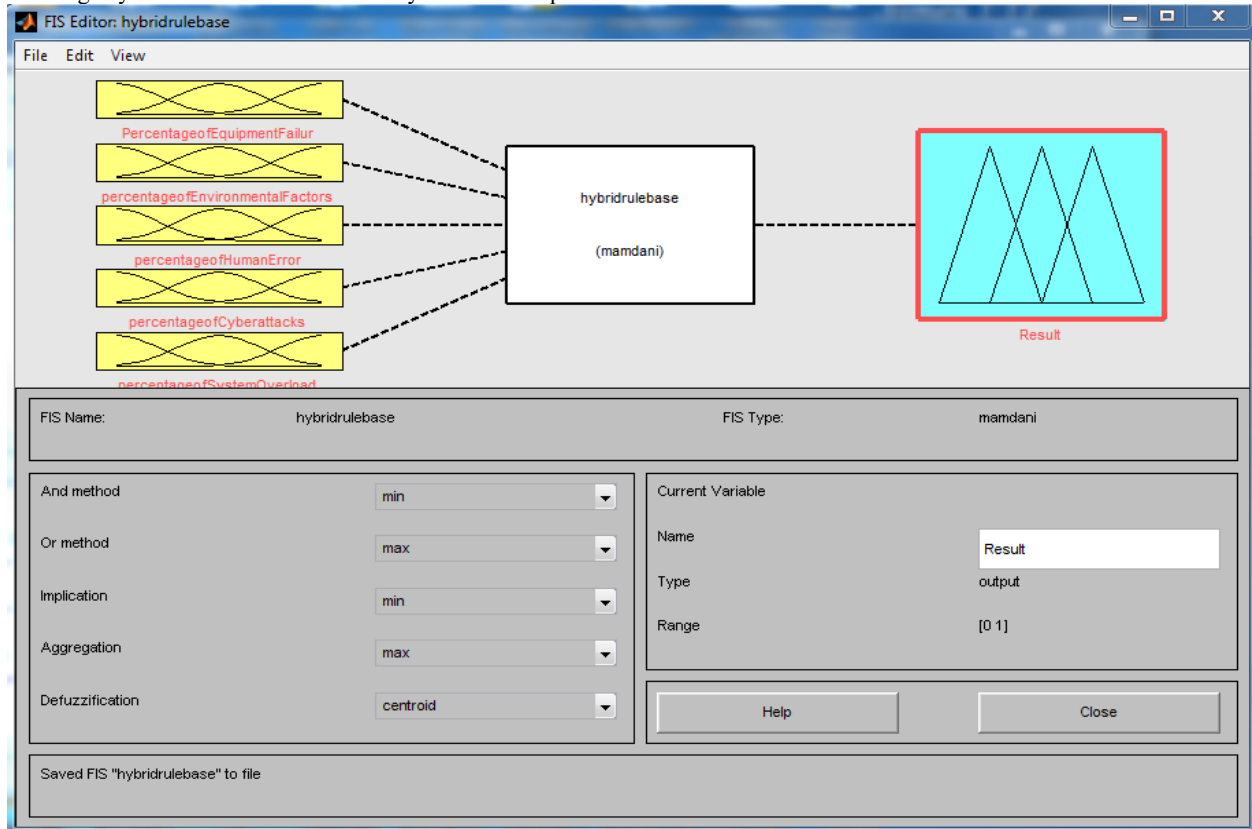 FIS Editor: hybridrulebase
File Edit View
PercentageofEquipmentFailur
percentageofEnvironmentalFactors
percentageofHumanError
percentageofCyberattacks
percentageofSystemOverload
hybridrulebase
(mamdani)
Result
FIS Name: hybridrulebase FIS Type: mamdani
And method min
Or method max
Implication min
Aggregation max
Defuzzification centroid
Current Variable
Name Result
Type output
Range [0 1]
Help Close
Saved FIS "hybridrulebase" to file